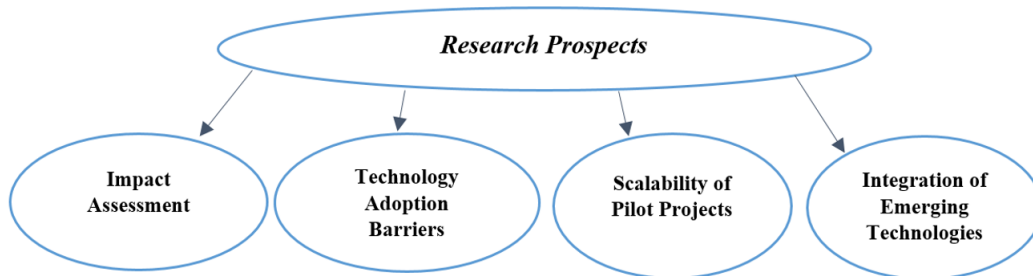 Research Prospects
Impact
Assessment
Technology
Adoption
Barriers
Scalability of
Pilot Projects
Integration of
Emerging
Technologies